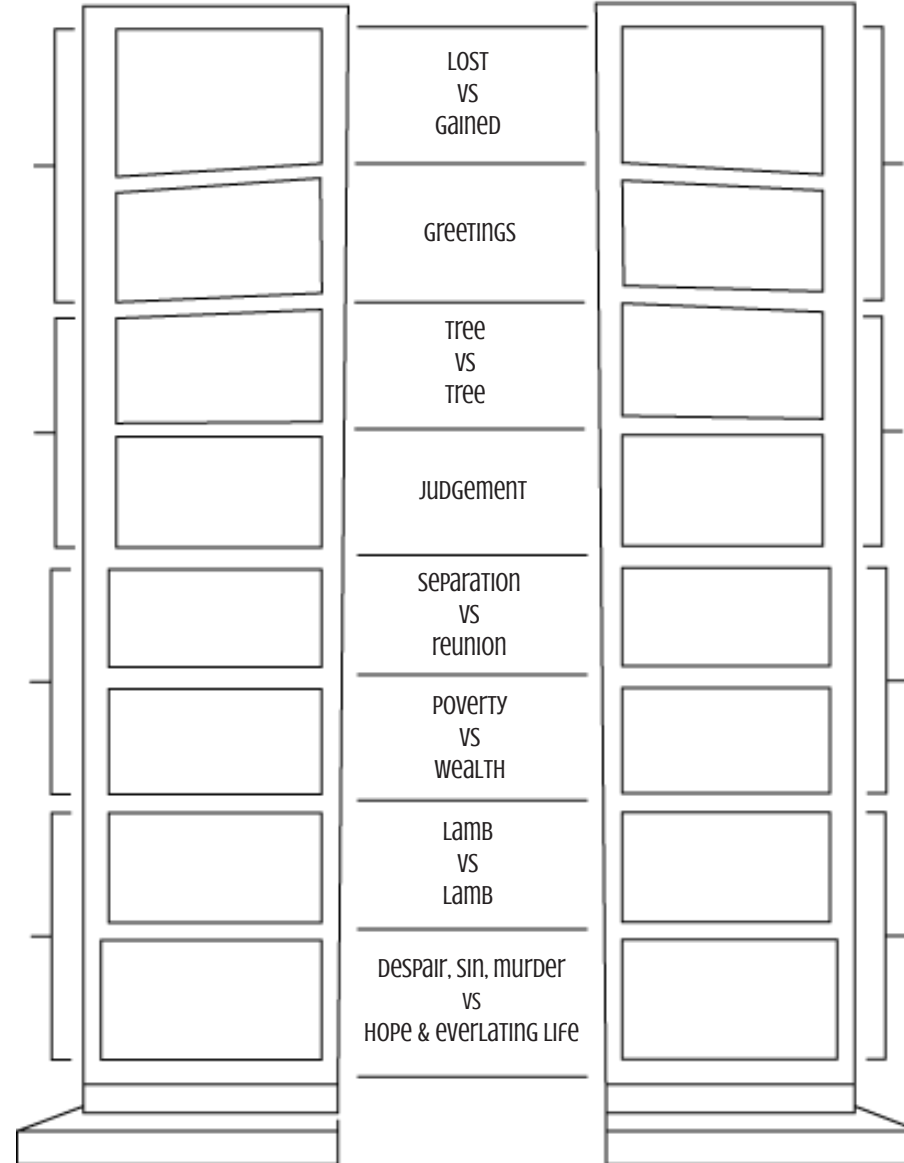 LOST
VS
GAINED
GREETINGS
TREE
VS
TREE
JUDGEMENT
SEPARATION
VS
REUNION
POVERTY
VS
WEALTH
LAMB
VS
LAMB
DESPAIR, SIN, MURDER
VS
HOPE & EVERLATING LIFE